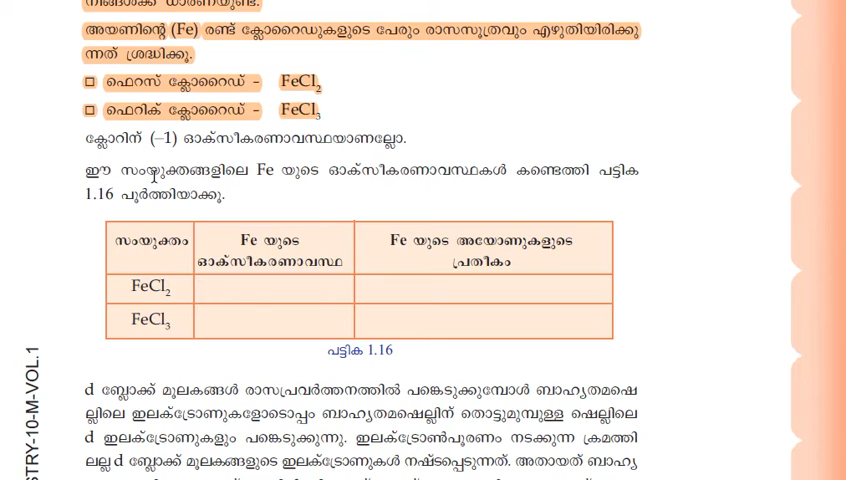 നിങ്ങൾക്ക് ധാരണയുണ്ട്.
അയണിന്റെ (Fe) രണ്ട് ക്ലോറൈഡുകളുടെ പേരും രാസസൂത്രവും എഴുതിയിരിക്കു
ന്നത് ശ്രദ്ധിക്കൂ.
□ ഫെറസ് ക്ലോറൈഡ് - FeCl₂
□ ഫെറിക് ക്ലോറൈഡ് - FeCl₃
ക്ലോറിന് (–1) ഓക്സീകരണാവസ്ഥയാണല്ലോ.
ഈ സംയുക്തങ്ങളിലെ Fe യുടെ ഓക്സീകരണാവസ്ഥകൾ കണ്ടെത്തി പട്ടിക
1.16 പൂർത്തിയാക്കൂ.
സംയുക്തം Fe യുടെ ഓക്സീകരണാവസ്ഥ Fe യുടെ അയോണുകളുടെ പ്രതീകം
FeCl₂
FeCl₃
പട്ടിക 1.16
d ബ്ലോക്ക് മൂലകങ്ങൾ രാസപ്രവർത്തനത്തിൽ പങ്കെടുക്കുമ്പോൾ ബാഹ്യതമഷെ
ല്ലിലെ ഇലക്ട്രോണുകളോടൊപ്പം ബാഹ്യതമഷെല്ലിന് തൊട്ടുമുമ്പുള്ള ഷെല്ലിലെ
d ഇലക്ട്രോണുകളും പങ്കെടുക്കുന്നു. ഇലക്ട്രോൺപൂരണം നടക്കുന്ന ക്രമത്തി
ലല്ല d ബ്ലോക്ക് മൂലകങ്ങളുടെ ഇലക്ട്രോണുകൾ നഷ്ടപ്പെടുന്നത്. അതായത് ബാഹ്യ
STRY-10-M-VOL.1